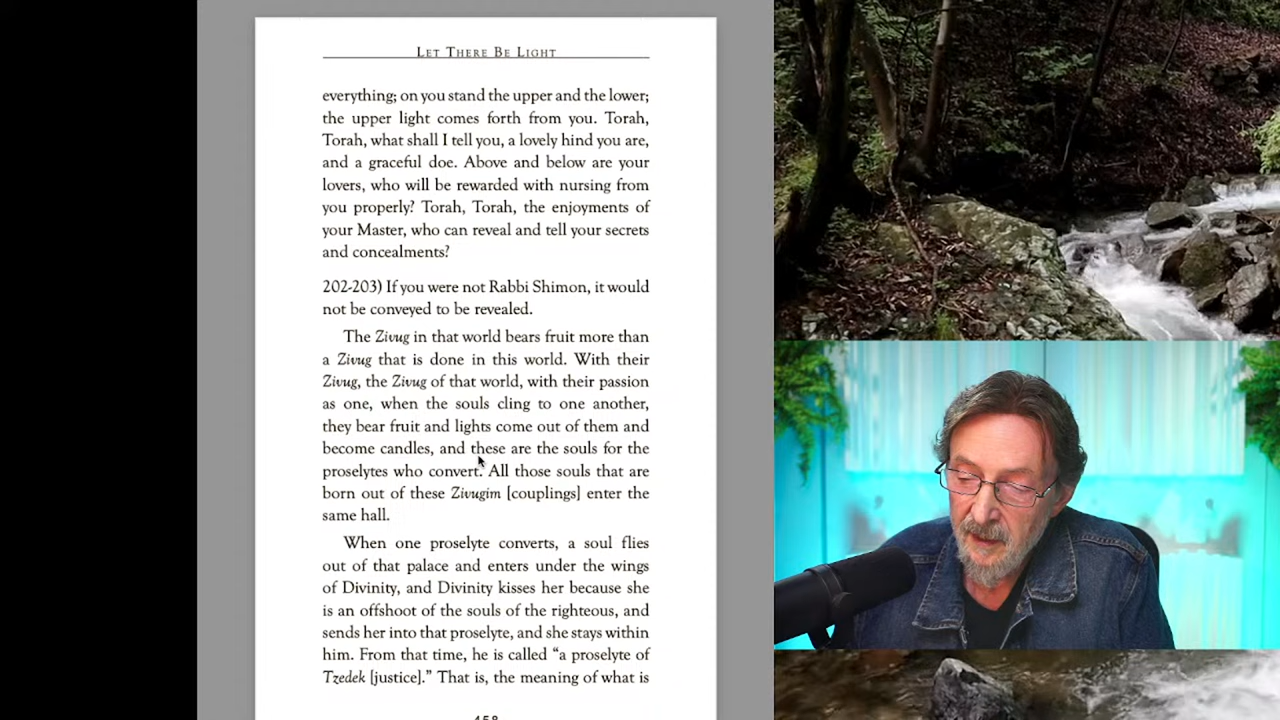 LET THERE BE LIGHT
everything; on you stand the upper and the lower;
the upper light comes forth from you. Torah,
Torah, what shall I tell you, a lovely hind you are,
and a graceful doe. Above and below are your
lovers, who will be rewarded with nursing from
you properly? Torah, Torah, the enjoyments of
your Master, who can reveal and tell your secrets
and concealments?
202-203) If you were not Rabbi Shimon, it would
not be conveyed to be revealed.
The Zivug in that world bears fruit more than
a Zivug that is done in this world. With their
Zivug, the Zivug of that world, with their passion
as one, when the souls cling to one another,
they bear fruit and lights come out of them and
become candles, and these are the souls for the
proselytes who convert. All those souls that are
born out of these Zivugim [couplings] enter the
same hall.
When one proselyte converts, a soul flies
out of that palace and enters under the wings
of Divinity, and Divinity kisses her because she
is an offshoot of the souls of the righteous, and
sends her into that proselyte, and she stays within
him. From that time, he is called “a proselyte of
Tzedek [justice].” That is, the meaning of what is
458